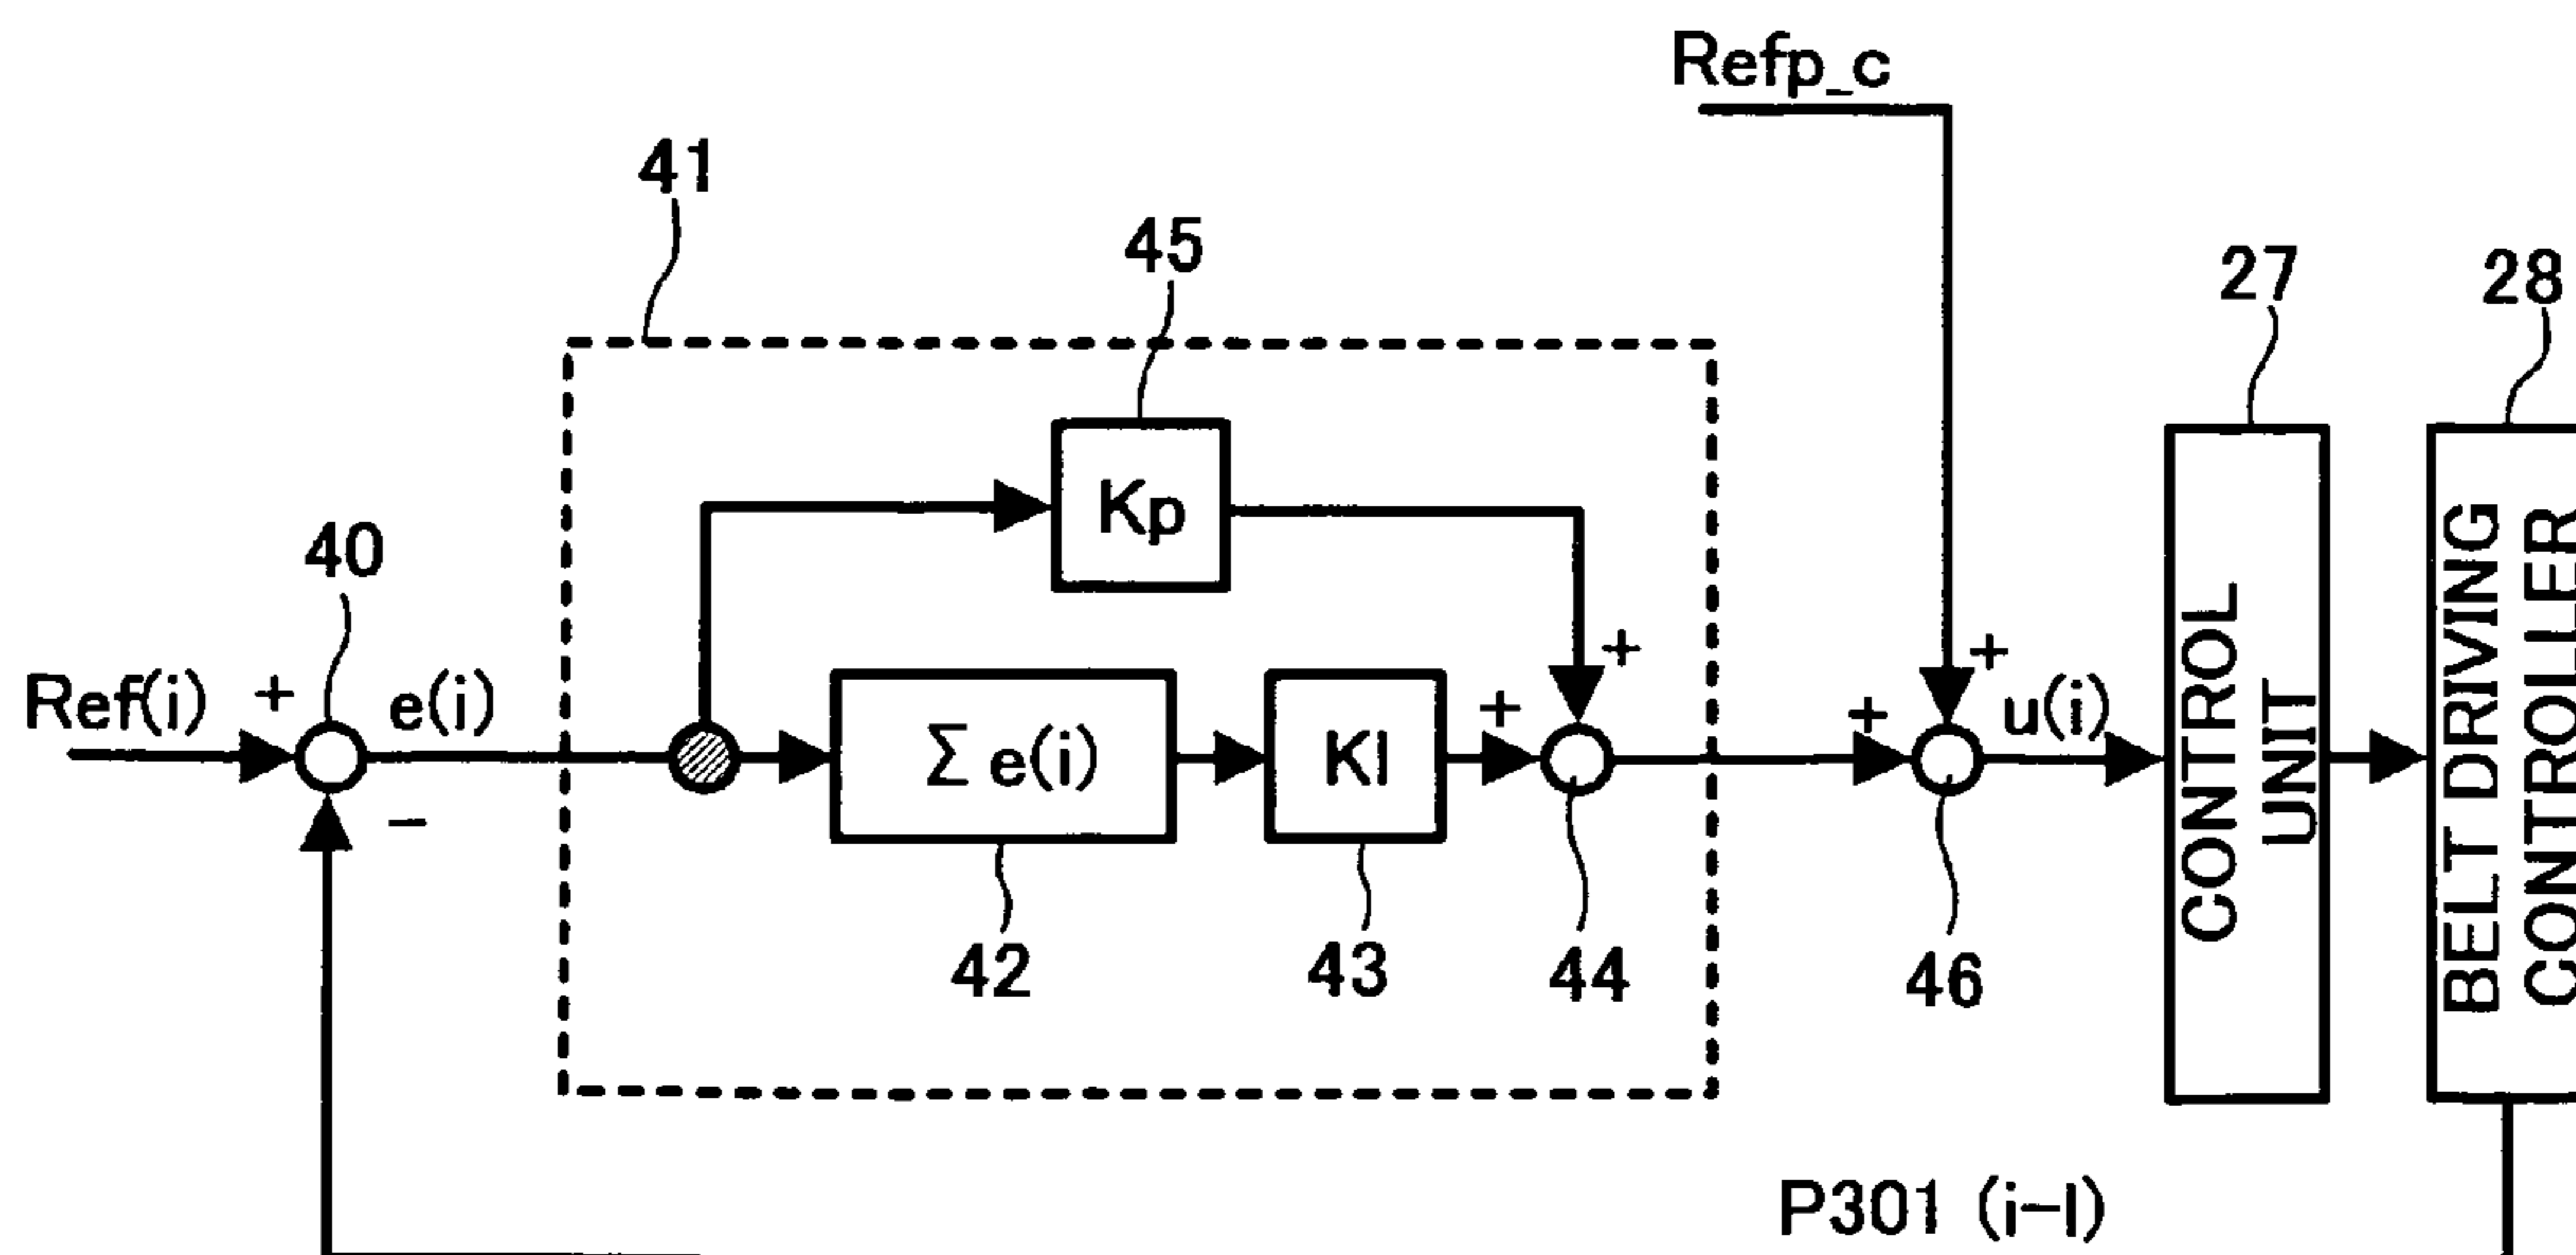 Refp_c
41
45
27
28
Kp
40
Ref(i)
+
e(i)
−
Σ e(i)
KI
+
+
+
+
u(i)
CONTROL
UNIT
BELT DRIVING
CONTROLLER
42
43
44
46
P301 (i−I)